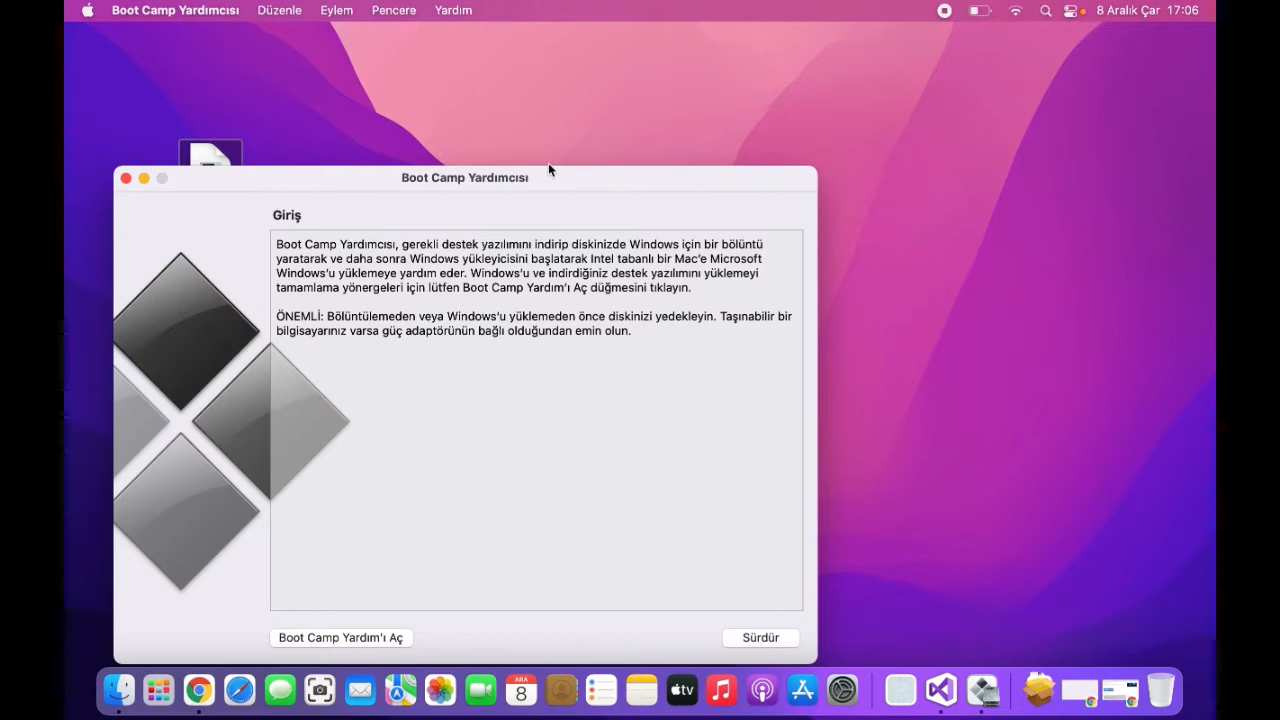 Boot Camp Yardımcısı Düzenle Eylem Pencere Yardım 8 Aralık Çar 17:06
Boot Camp Yardımcısı
Giriş
Boot Camp Yardımcısı, gerekli destek yazılımını indirip diskinizde Windows için bir bölüntü
yaratarak ve daha sonra Windows yükleyicisini başlatarak Intel tabanlı bir Mac'e Microsoft
Windows'u yüklemeye yardım eder. Windows'u ve indirdiğiniz destek yazılımını yüklemeyi
tamamlama yönergeleri için lütfen Boot Camp Yardım'ı Aç düğmesini tıklayın.
ÖNEMLİ: Bölüntülemeden veya Windows'u yüklemeden önce diskinizi yedekleyin. Taşınabilir bir
bilgisayarınız varsa güç adaptörünün bağlı olduğundan emin olun.
Boot Camp Yardım'ı Aç Sürdür
ARA
8
tv